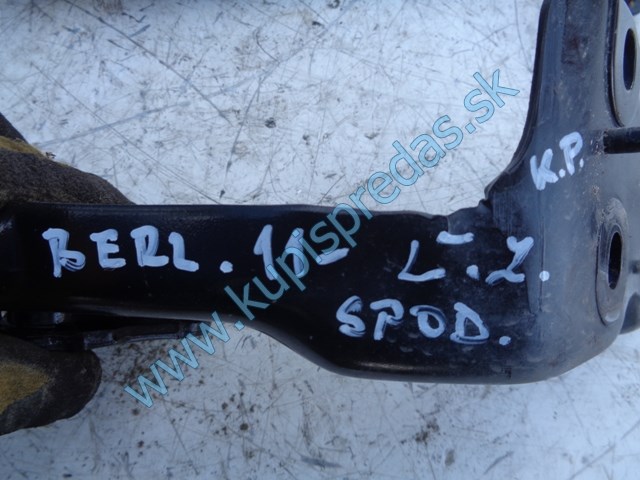 K.P.
BERL.
L. Z.
SPOD.
www.kupispredas.sk